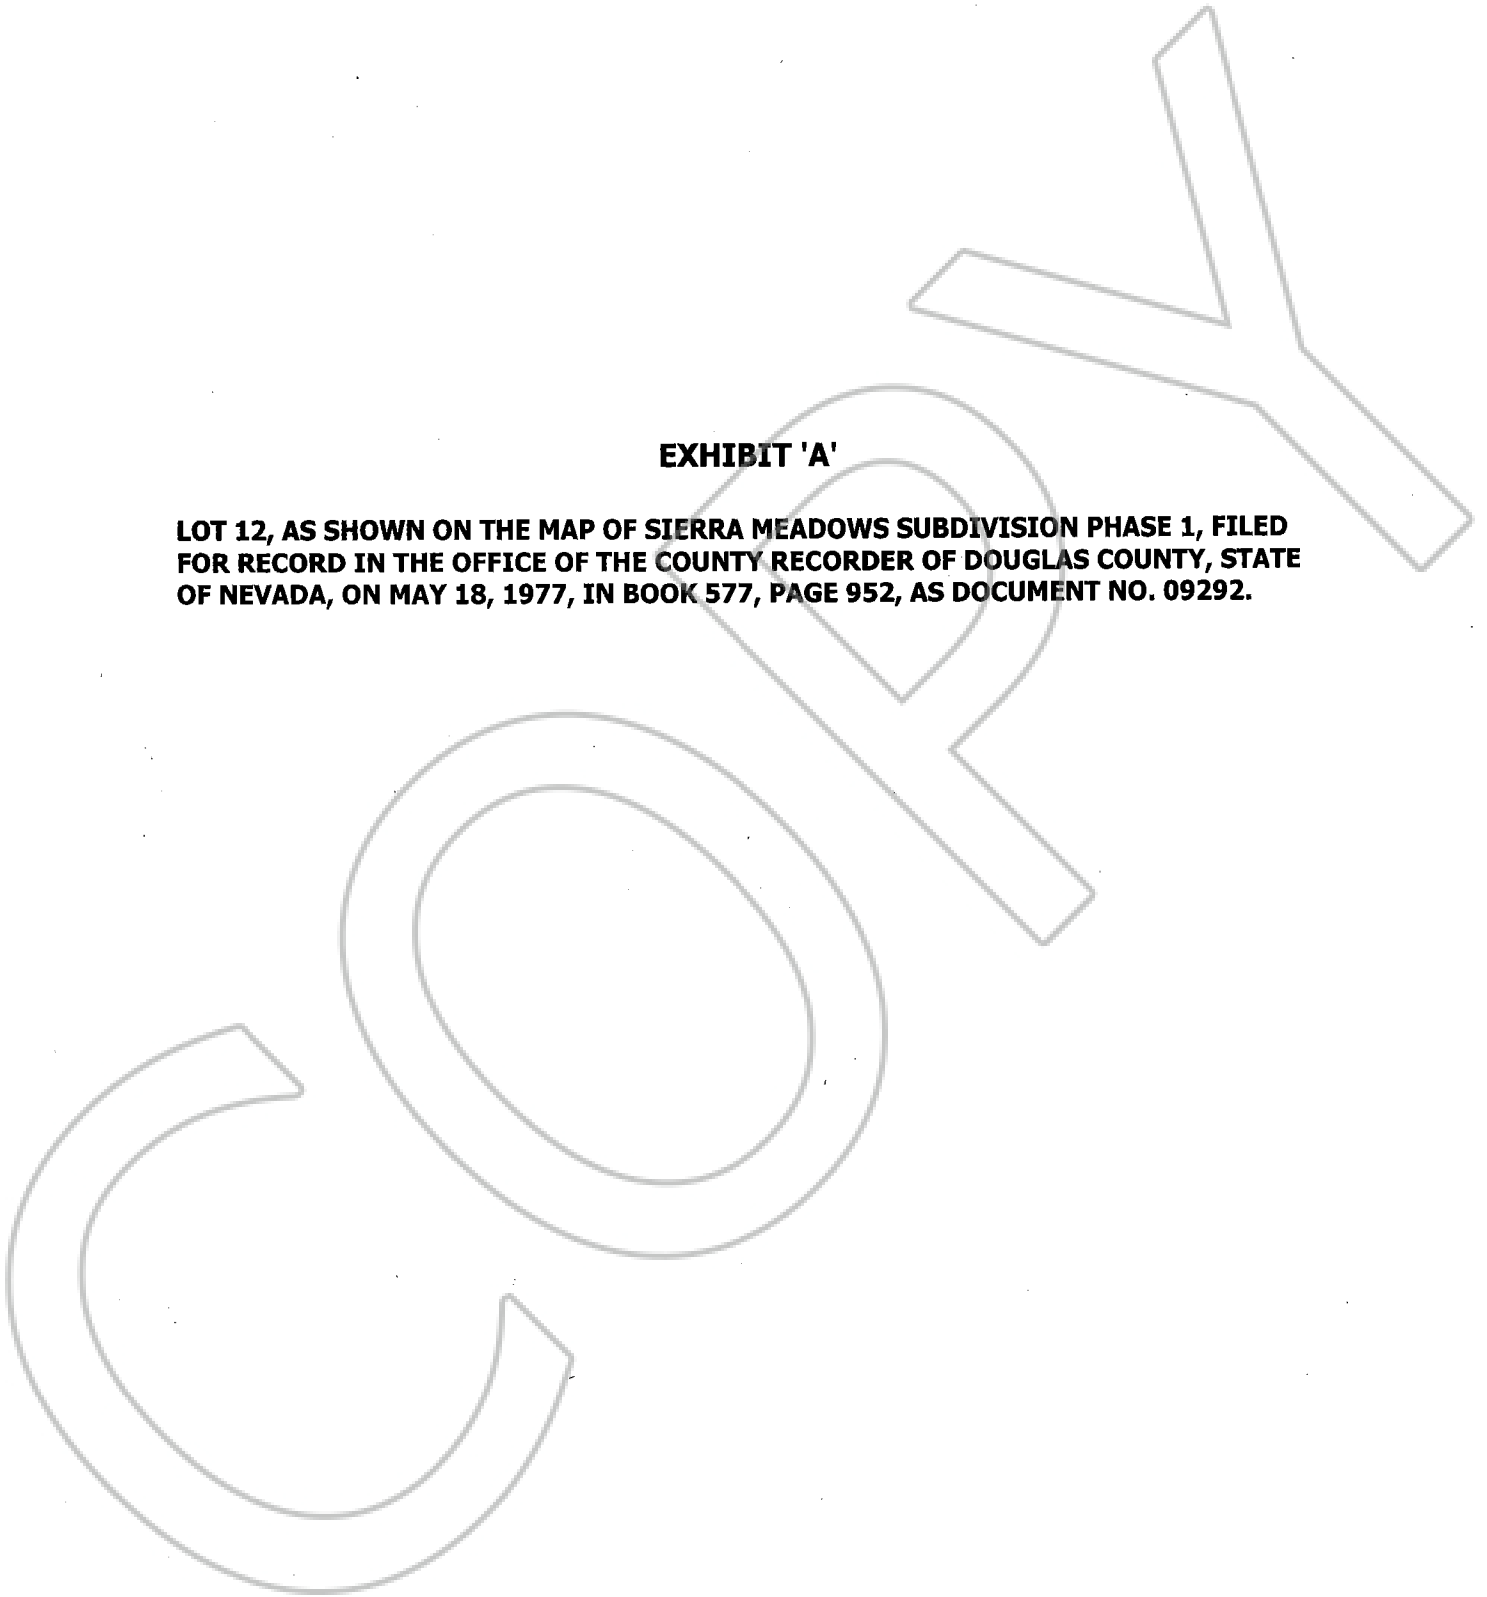 EXHIBIT 'A'
LOT 12, AS SHOWN ON THE MAP OF SIERRA MEADOWS SUBDIVISION PHASE 1, FILED
FOR RECORD IN THE OFFICE OF THE COUNTY RECORDER OF DOUGLAS COUNTY, STATE
OF NEVADA, ON MAY 18, 1977, IN BOOK 577, PAGE 952, AS DOCUMENT NO. 09292.
COPY